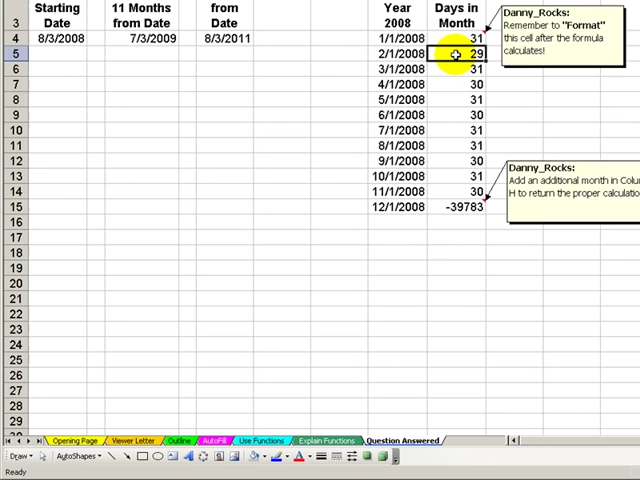 Starting 11 Months from Year Days in
3 Date from Date Date 2008 Month
4 8/3/2008 7/3/2009 8/3/2011 1/1/2008 31
5 2/1/2008 29
6 3/1/2008 31
7 4/1/2008 30
8 5/1/2008 31
9 6/1/2008 30
10 7/1/2008 31
11 8/1/2008 31
12 9/1/2008 30
13 10/1/2008 31
14 11/1/2008 30
15 12/1/2008 -39783
16
17
18
19
20
21
22
23
24
25
26
27
28
29
Danny_Rocks:
Remember to "Format"
this cell after the formula
calculates!
Danny_Rocks:
Add an additional month in Colu
H to return the proper calculatio
Opening Page Viewer Letter Outline AutoFill Use Functions Explain Functions Question Answered
Draw AutoShapes
Ready